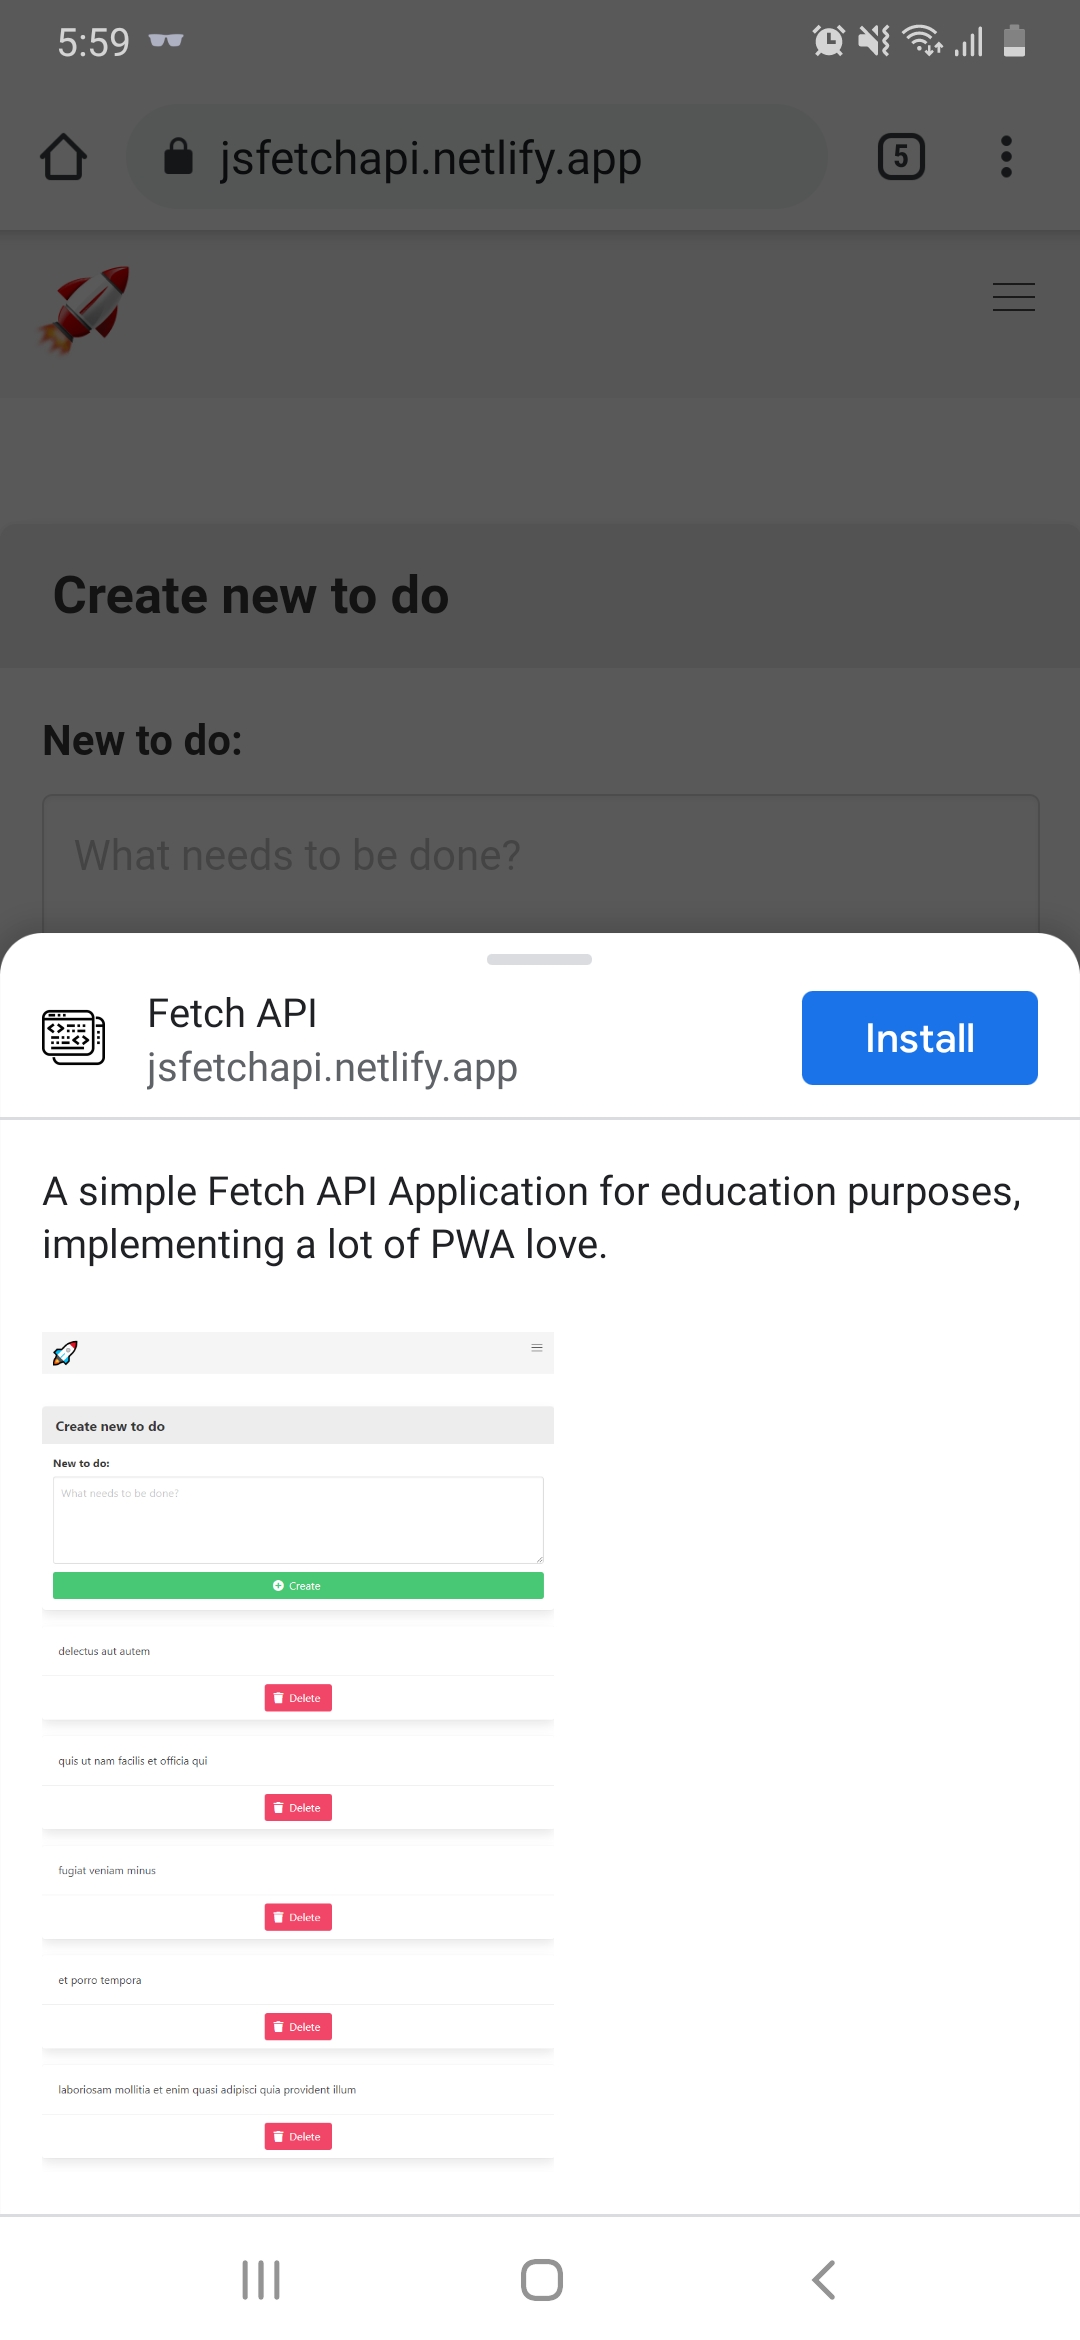 5:59
jsfetchapi.netlify.app
5
Create new to do
New to do:
What needs to be done?
Fetch API
jsfetchapi.netlify.app
Install
A simple Fetch API Application for education purposes,
implementing a lot of PWA love.
Create new to do
New to do:
What needs to be done?
Create
delectus aut autem
Delete
quis ut nam facilis et officia qui
Delete
fugiat veniam minus
Delete
et porro tempora
Delete
laboriosam mollitia et enim quasi adipisci quia provident illum
Delete